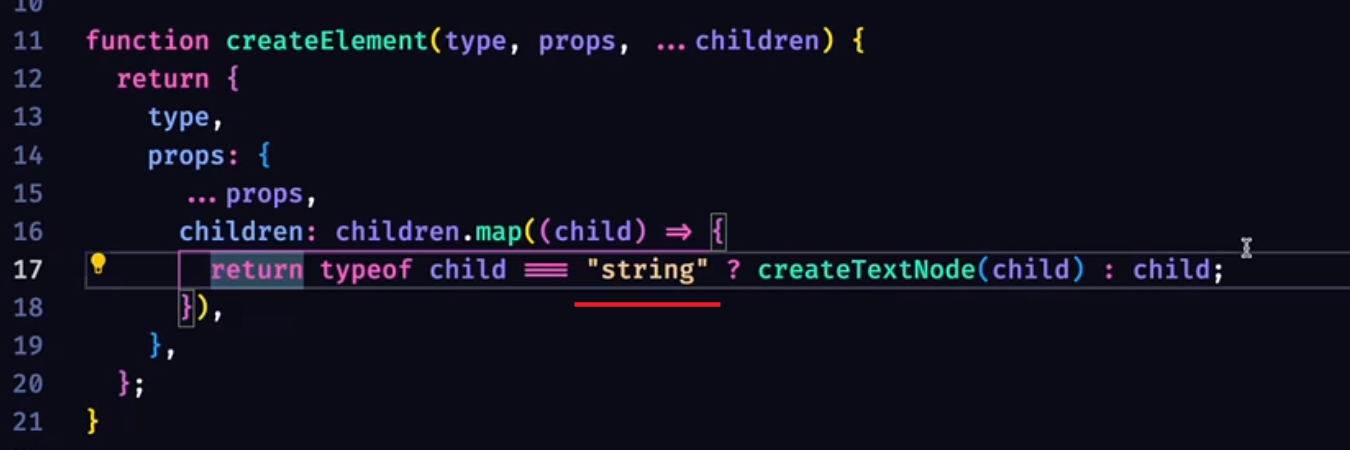 10
11 function createElement(type, props, ...children) {
12 return {
13 type,
14 props: {
15 ...props,
16 children: children.map((child) => {
17 return typeof child === "string" ? createTextNode(child) : child;
18 }),
19 },
20 };
21 }